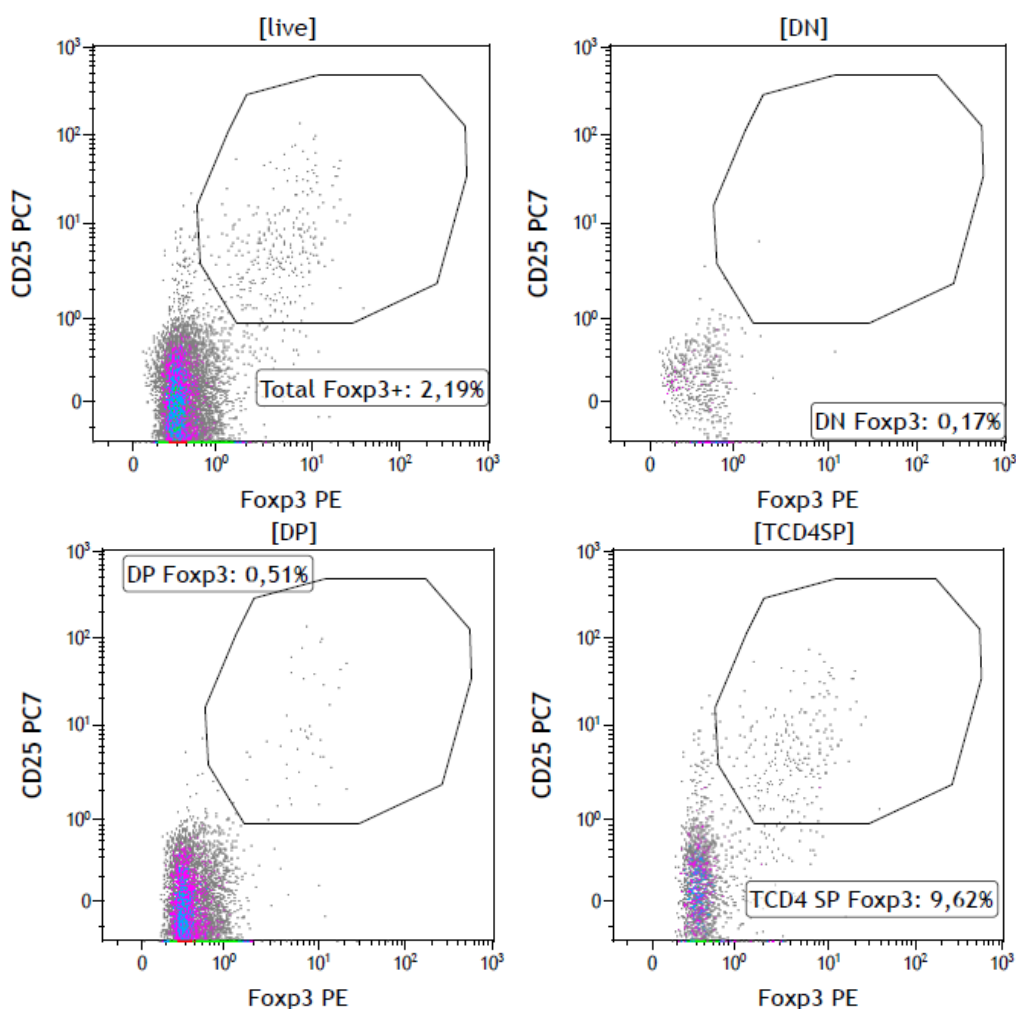 [live]
10³
10²
10¹
10⁰
0
CD25 PC7
Total Foxp3+: 2,19%
0
10⁰
10¹
10²
10³
Foxp3 PE
[DN]
10³
10²
10¹
10⁰
0
CD25 PC7
DN Foxp3: 0,17%
0
10⁰
10¹
10²
10³
Foxp3 PE
[DP]
DP Foxp3: 0,51%
10³
10²
10¹
10⁰
0
CD25 PC7
0
10⁰
10¹
10²
10³
Foxp3 PE
[TCD4SP]
10³
10²
10¹
10⁰
0
CD25 PC7
TCD4 SP Foxp3: 9,62%
0
10⁰
10¹
10²
10³
Foxp3 PE